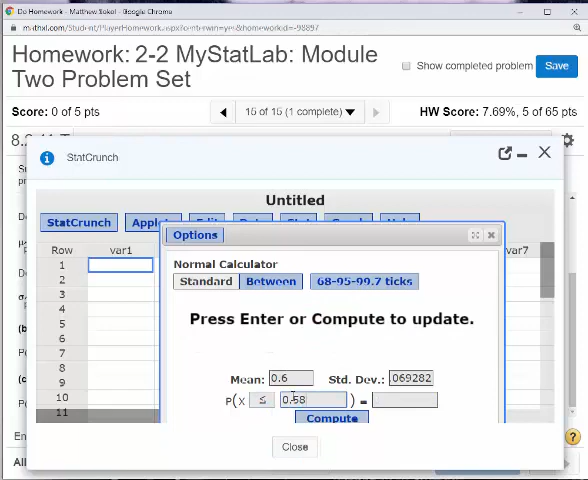 Do Homework - Matthew Sokol - Google Chrome
Homework: 2-2 MyStatLab: Module
Two Problem Set
Show completed problem
Save
Score: 0 of 5 pts
15 of 15 (1 complete)
HW Score: 7.69%, 5 of 65 pts
StatCrunch
Untitled
StatCrunch
Row var1 var7
1
2
3
4
5
6
7
8
9
10
11
Options
Normal Calculator
Standard Between 68-95-99.7 ticks
Press Enter or Compute to update.
Mean: 0.6 Std. Dev.: 069282
P(X ≤ 0.58 ) =
Compute
Close
?